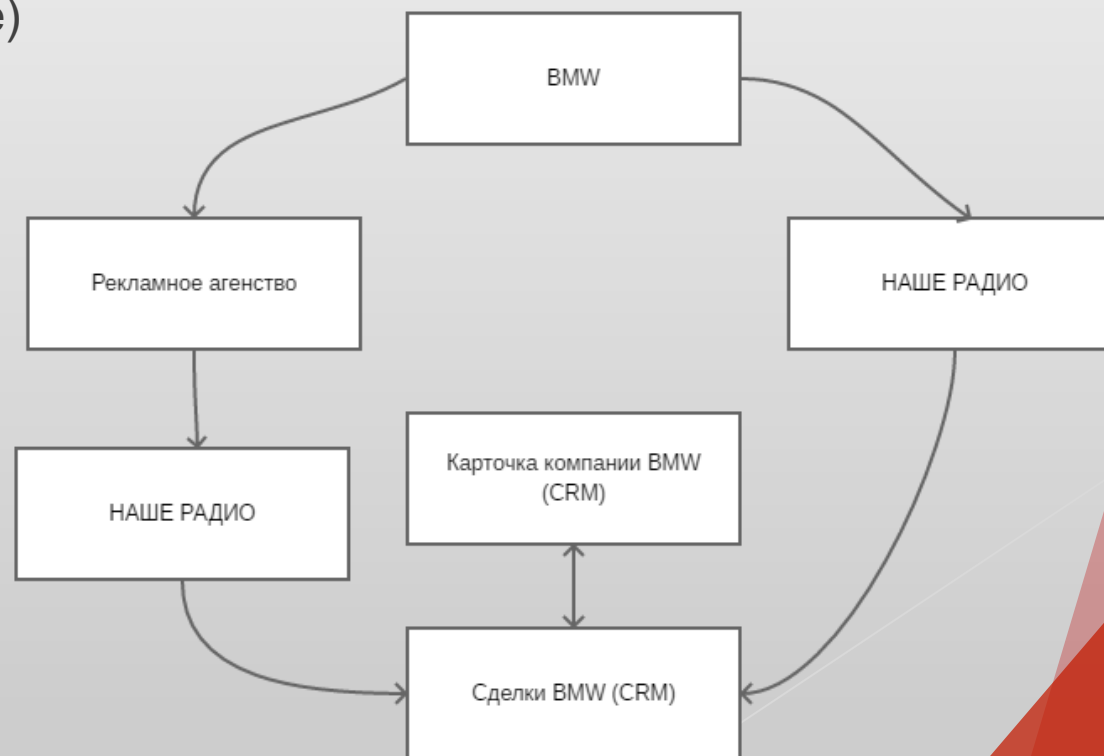 е)
BMW
Рекламное агенство
НАШЕ РАДИО
Карточка компании BMW
(CRM)
НАШЕ РАДИО
Сделки BMW (CRM)